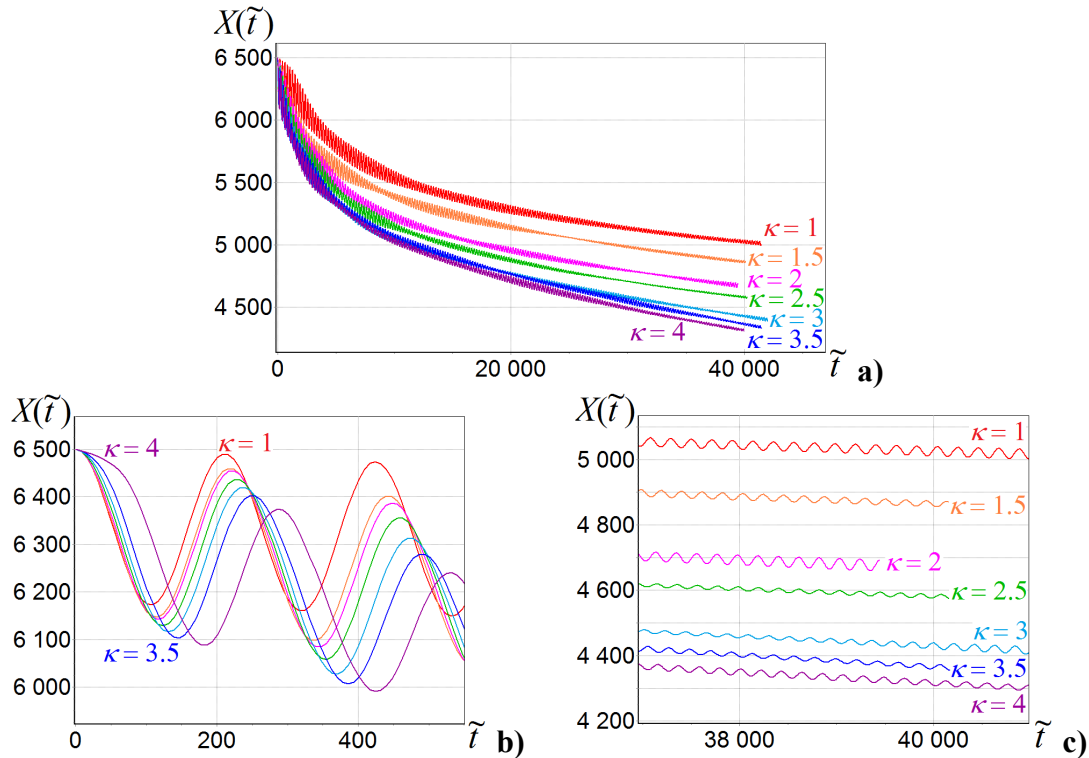 X(t̃)
6 500
6 000
5 500
5 000
4 500
κ = 1
κ = 1.5
κ = 2
κ = 2.5
κ = 3
κ = 4
κ = 3.5
0
20 000
40 000
t̃
a)
X(t̃)
6 500
6 400
6 300
6 200
6 100
6 000
κ = 4
κ = 1
κ = 3.5
0
200
400
t̃
b)
X(t̃)
5 000
4 800
4 600
4 400
4 200
κ = 1
κ = 1.5
κ = 2
κ = 2.5
κ = 3
κ = 3.5
κ = 4
38 000
40 000
t̃
c)